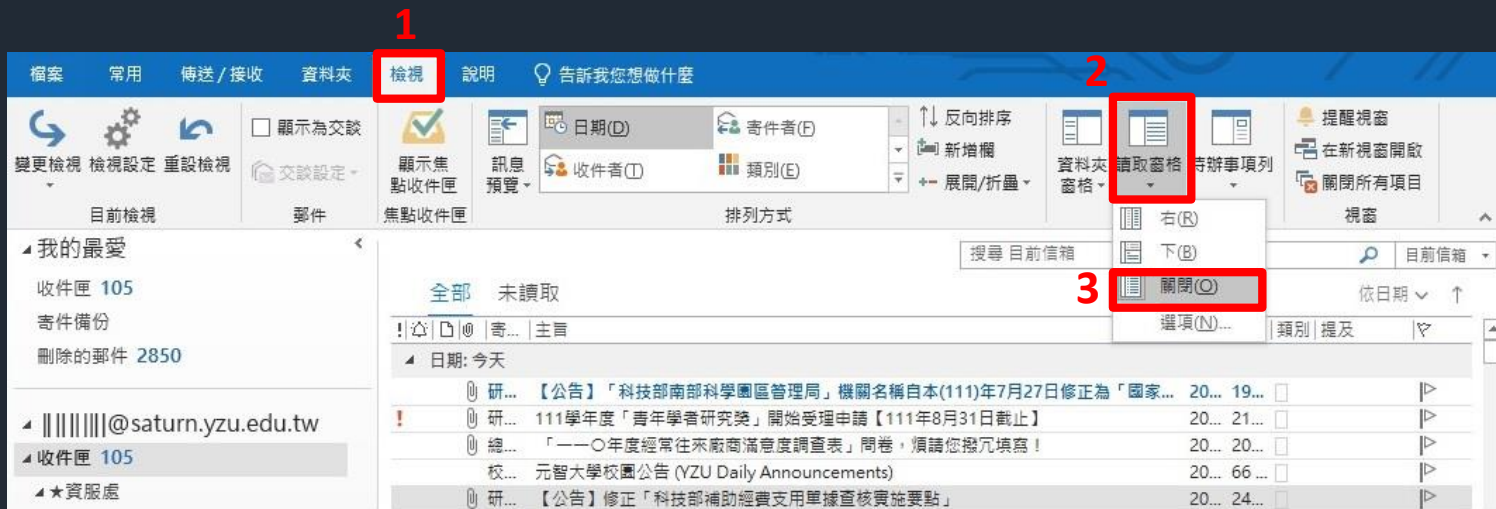 1
檔案 常用 傳送 / 接收 資料夾 檢視 說明 告訴我您想做什麼
2
變更檢視 檢視設定 重設檢視
目前檢視
顯示為交談
交談設定
郵件
顯示焦
點收件匣
焦點收件匣
訊息
預覽
日期(D) 寄件者(F)
收件者(T) 類別(E)
反向排序
新增欄
展開/折疊
排列方式
資料夾
窗格
讀取窗格
待辦事項列
提醒視窗
在新視窗開啟
關閉所有項目
視窗
右(R)
下(B)
3 關閉(O)
選項(N)...
我的最愛
收件匣 105
寄件備份
刪除的郵件 2850
@saturn.yzu.edu.tw
收件匣 105
★資服處
搜尋 目前信箱 目前信箱
全部 未讀取 依日期 ↑
! 寄... 主旨 類別 提及
日期: 今天
研... 【公告】「科技部南部科學園區管理局」機關名稱自本(111)年7月27日修正為「國家... 20... 19...
! 研... 111學年度「青年學者研究獎」開始受理申請【111年8月31日截止】 20... 21...
總... 「一一〇年度經常往來廠商滿意度調查表」問卷，煩請您撥冗填寫！ 20... 20...
校... 元智大學校園公告 (YZU Daily Announcements) 20... 66 ...
研... 【公告】修正「科技部補助經費支用單據查核實施要點」 20... 24...